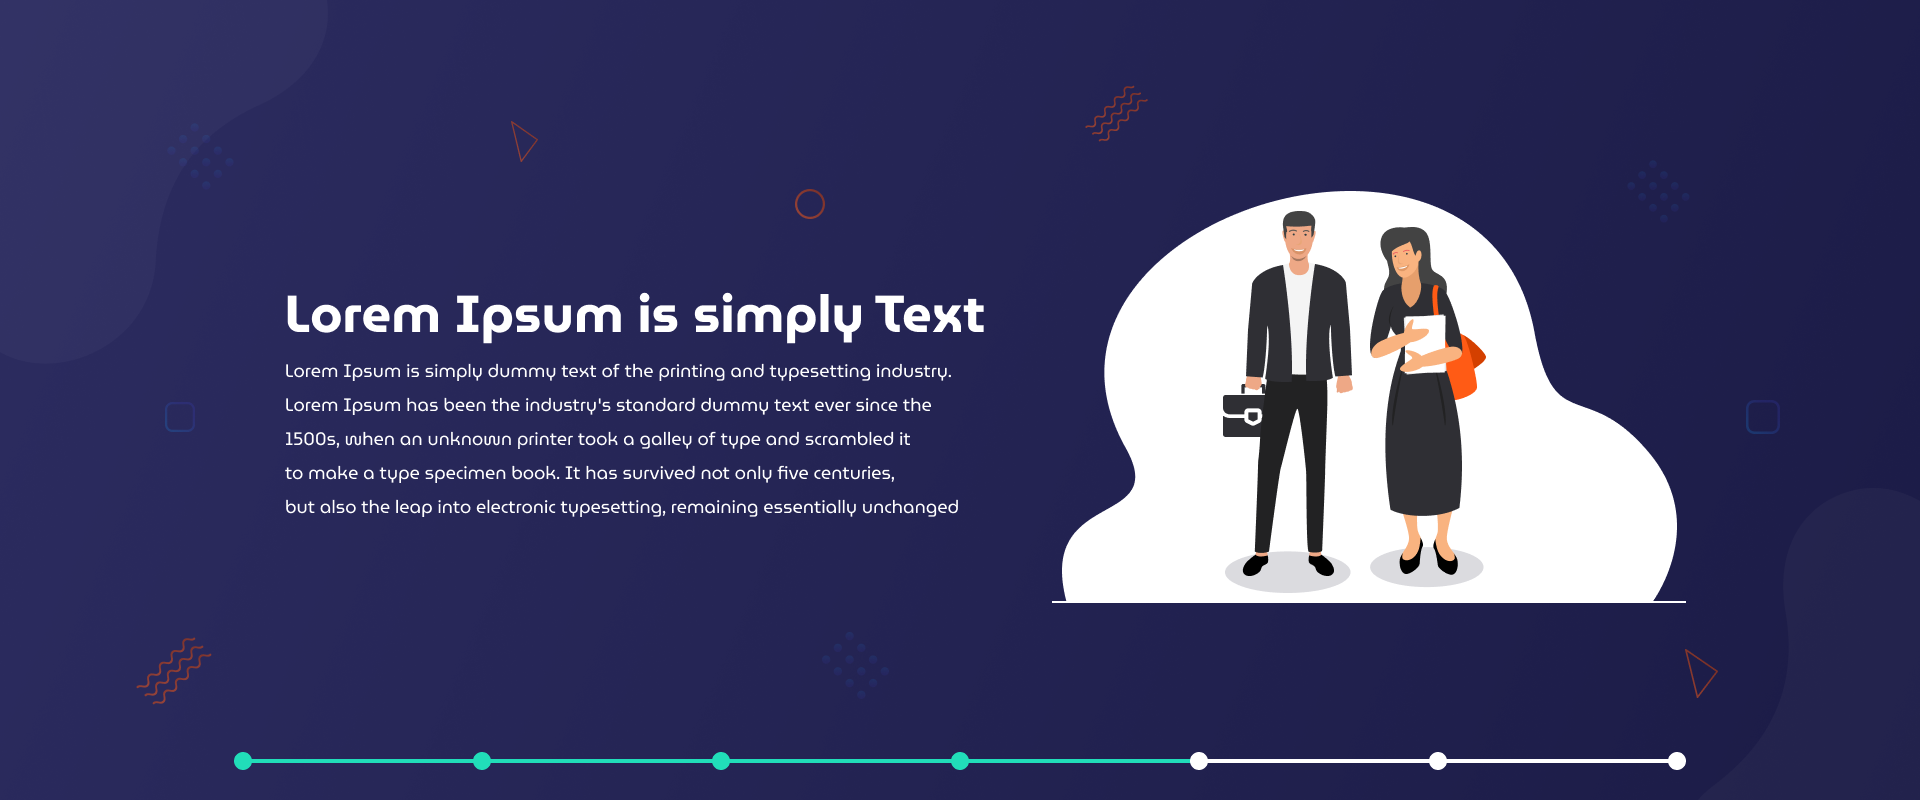 Lorem Ipsum is simply Text
Lorem Ipsum is simply dummy text of the printing and typesetting industry.
Lorem Ipsum has been the industry's standard dummy text ever since the
1500s, when an unknown printer took a galley of type and scrambled it
to make a type specimen book. It has survived not only five centuries,
but also the leap into electronic typesetting, remaining essentially unchanged